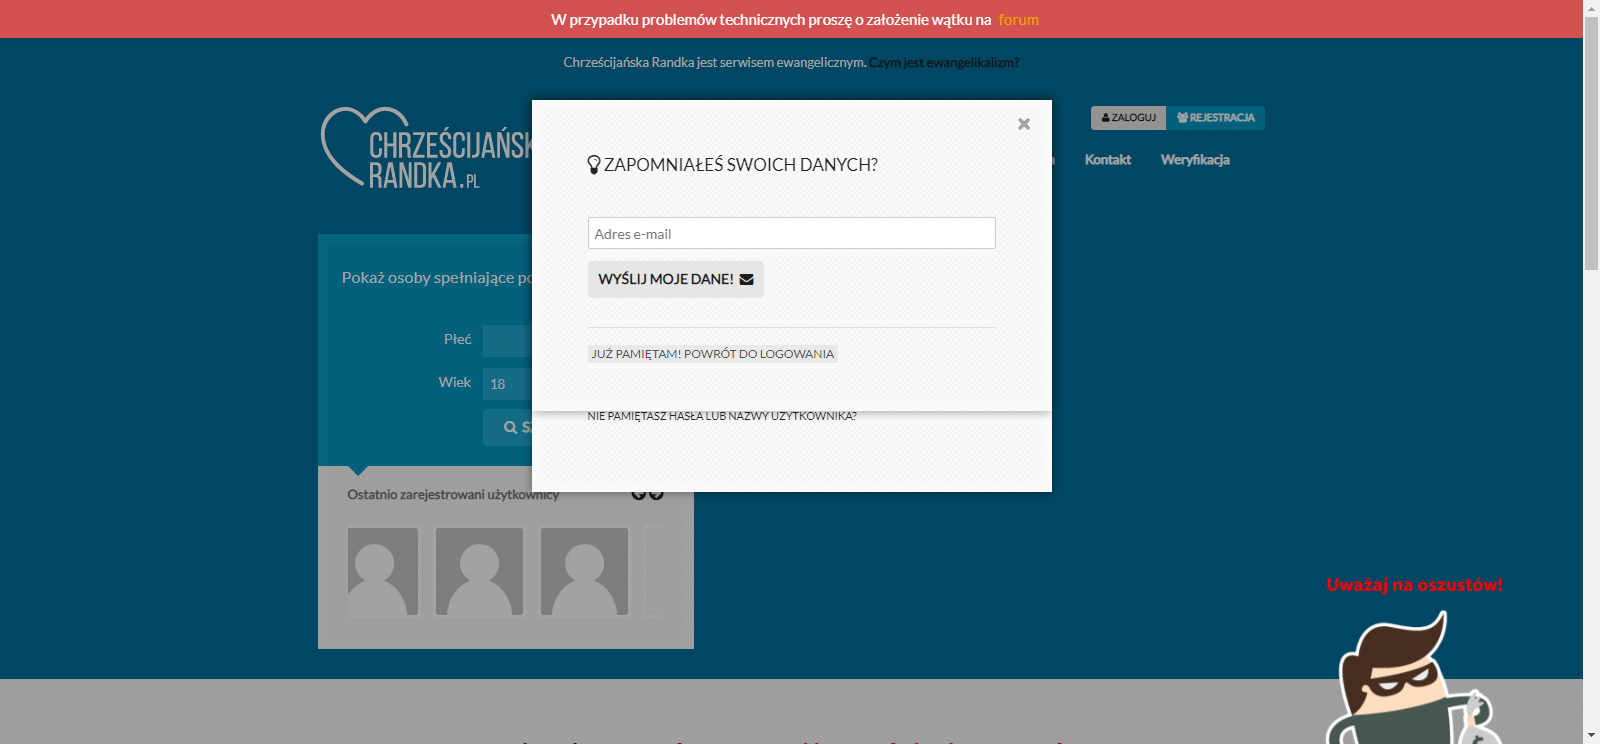 W przypadku problemów technicznych proszę o założenie wątku na forum
Chrześcijańska Randka jest serwisem ewangelicznym. Czym jest ewangelikalizm?
CHRZEŚCIJAŃSK
RANDKA.PL
ZALOGUJ REJESTRACJA
Kontakt Weryfikacja
ZAPOMNIAŁEŚ SWOICH DANYCH?
Adres e-mail
WYŚLIJ MOJE DANE!
JUŻ PAMIĘTAM! POWRÓT DO LOGOWANIA
NIE PAMIĘTASZ HASŁA LUB NAZWY UŻYTKOWNIKA?
Pokaż osoby spełniające
Płeć
Wiek 18
Ostatnio zarejestrowani użytkownicy
Uważaj na oszustów!